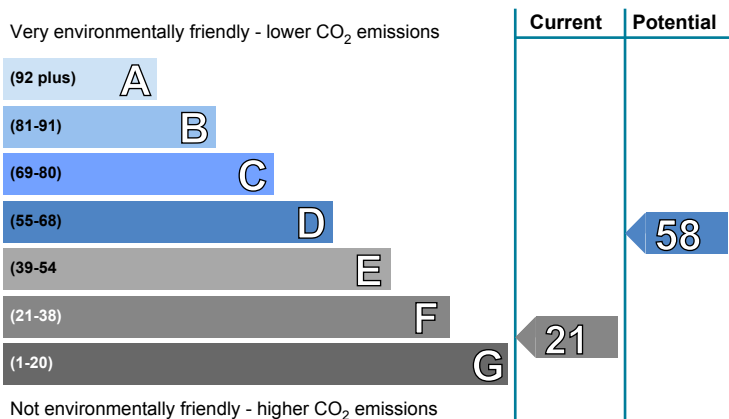 Current Potential
Very environmentally friendly - lower CO₂ emissions
(92 plus) A
(81-91) B
(69-80) C
(55-68) D
58
(39-54 E
(21-38) F
21
(1-20) G
Not environmentally friendly - higher CO₂ emissions